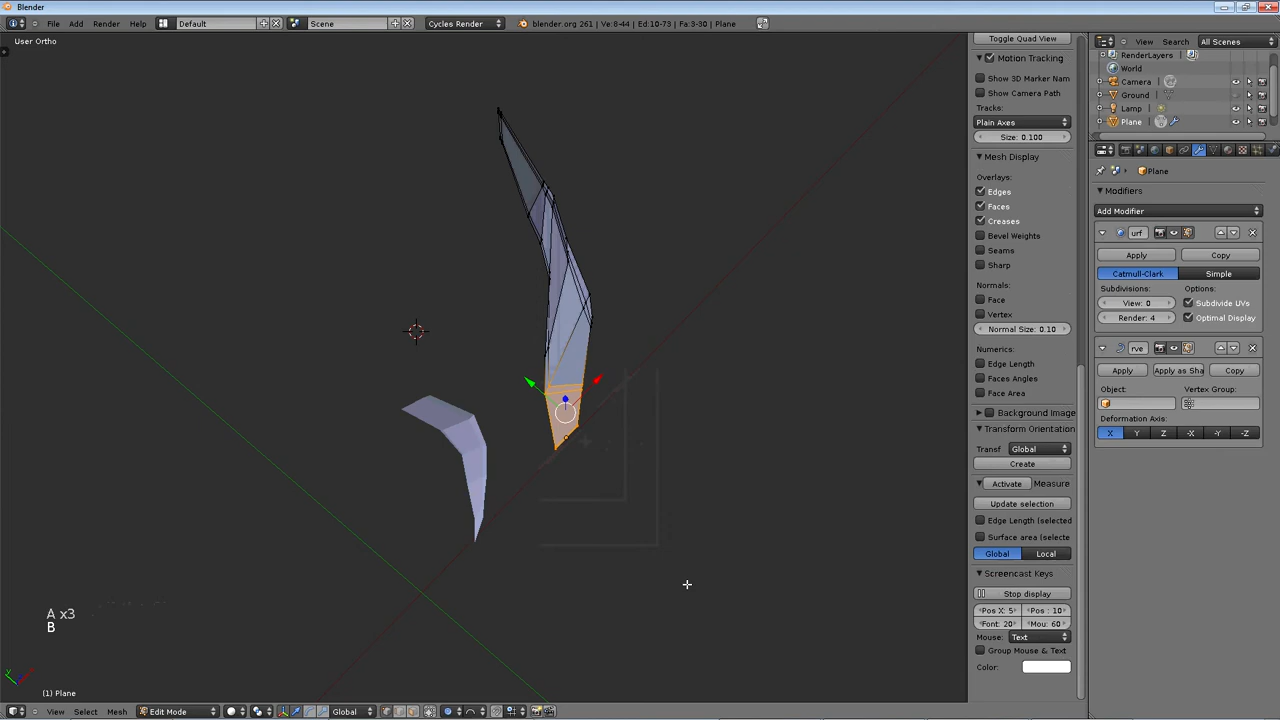 Blender
File Add Render Help Default Scene Cycles Render blender.org 261 | Ve:8-44 | Ed:10-73 | Fa:3-30 | Plane
User Ortho
Toggle Quad View
Motion Tracking
Show 3D Marker Nam
Show Camera Path
Tracks:
Plain Axes
Size: 0.100
Mesh Display
Overlays:
Edges
Faces
Creases
Bevel Weights
Seams
Sharp
Normals:
Face
Vertex
Normal Size: 0.10
Numerics:
Edge Length
Faces Angles
Face Area
Background Image
Transform Orientation
Transf Global
Create
Activate Measure
Update selection
Edge Length (selected
Surface area (selecte
Global Local
Screencast Keys
Stop display
Pos X: 5 Pos : 10
Font: 20 Mou: 60
Mouse: Text
Group Mouse & Text
Color:
View Search All Scenes
RenderLayers
World
Camera
Ground
Lamp
Plane
Plane
Modifiers
Add Modifier
urf
Apply Copy
Catmull-Clark Simple
Subdivisions: Options:
View: 0 Subdivide UVs
Render: 4 Optimal Display
rve
Apply Apply as Sha Copy
Object: Vertex Group:
Deformation Axis:
X Y Z -X -Y -Z
A x3
B
(1) Plane
View Select Mesh Edit Mode Global